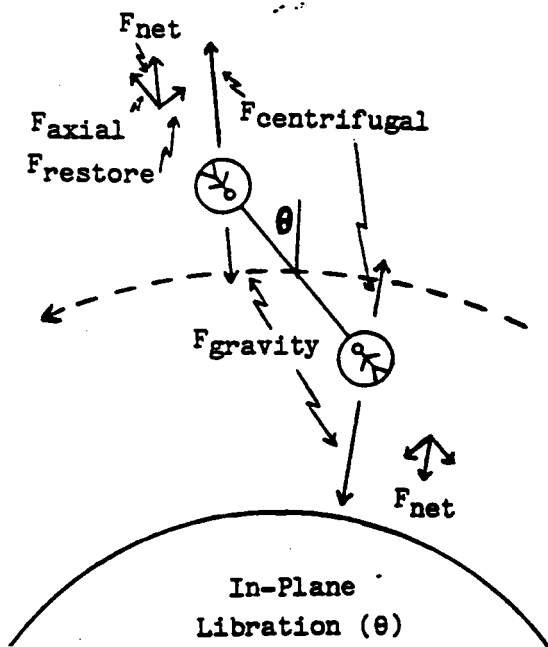 Fnet
Fcentrifugal
Faxial
Frestore
θ
Fgravity
Fnet
In-Plane
Libration (θ)